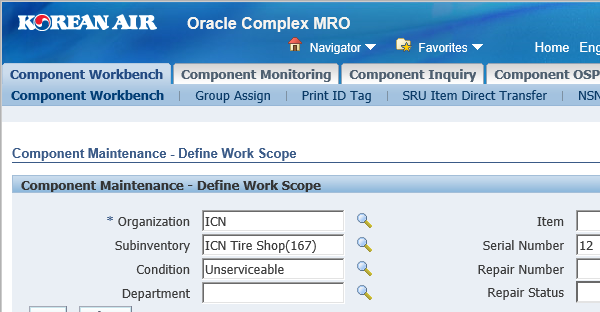 KOREAN AIR Oracle Complex MRO
Navigator Favorites Home Eng
Component Workbench Component Monitoring Component Inquiry Component OSP
Component Workbench | Group Assign | Print ID Tag | SRU Item Direct Transfer | NSN
Component Maintenance - Define Work Scope
Component Maintenance - Define Work Scope
* Organization ICN Item
Subinventory ICN Tire Shop(167) Serial Number 12
Condition Unserviceable Repair Number
Department Repair Status